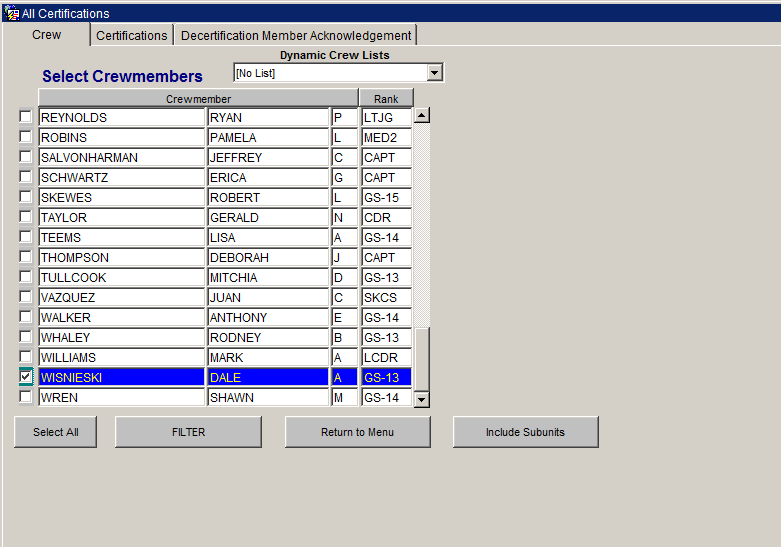 All Certifications
Crew Certifications Decertification Member Acknowledgement
Dynamic Crew Lists
Select Crewmembers [No List]
Crewmember Rank
REYNOLDS RYAN P LTJG
ROBINS PAMELA L MED2
SALVONHARMAN JEFFREY C CAPT
SCHWARTZ ERICA G CAPT
SKEWES ROBERT L GS-15
TAYLOR GERALD N CDR
TEEMS LISA A GS-14
THOMPSON DEBORAH J CAPT
TULLCOOK MITCHIA D GS-13
VAZQUEZ JUAN C SKCS
WALKER ANTHONY E GS-14
WHALEY RODNEY B GS-13
WILLIAMS MARK A LCDR
WISNIESKI DALE A GS-13
WREN SHAWN M GS-14
Select All FILTER Return to Menu Include Subunits